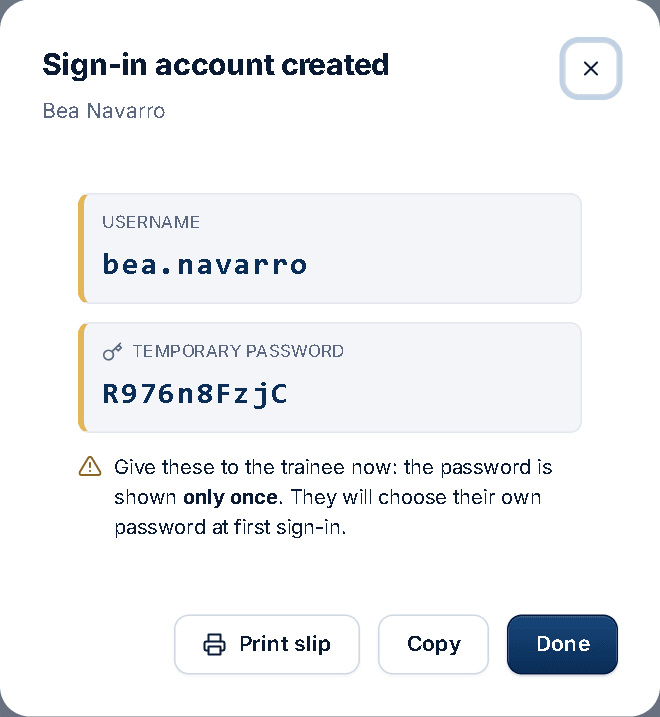 Sign-in account created
Bea Navarro
USERNAME
bea.navarro
TEMPORARY PASSWORD
R976n8FzjC
Give these to the trainee now: the password is
shown only once. They will choose their own
password at first sign-in.
Print slip
Copy
Done